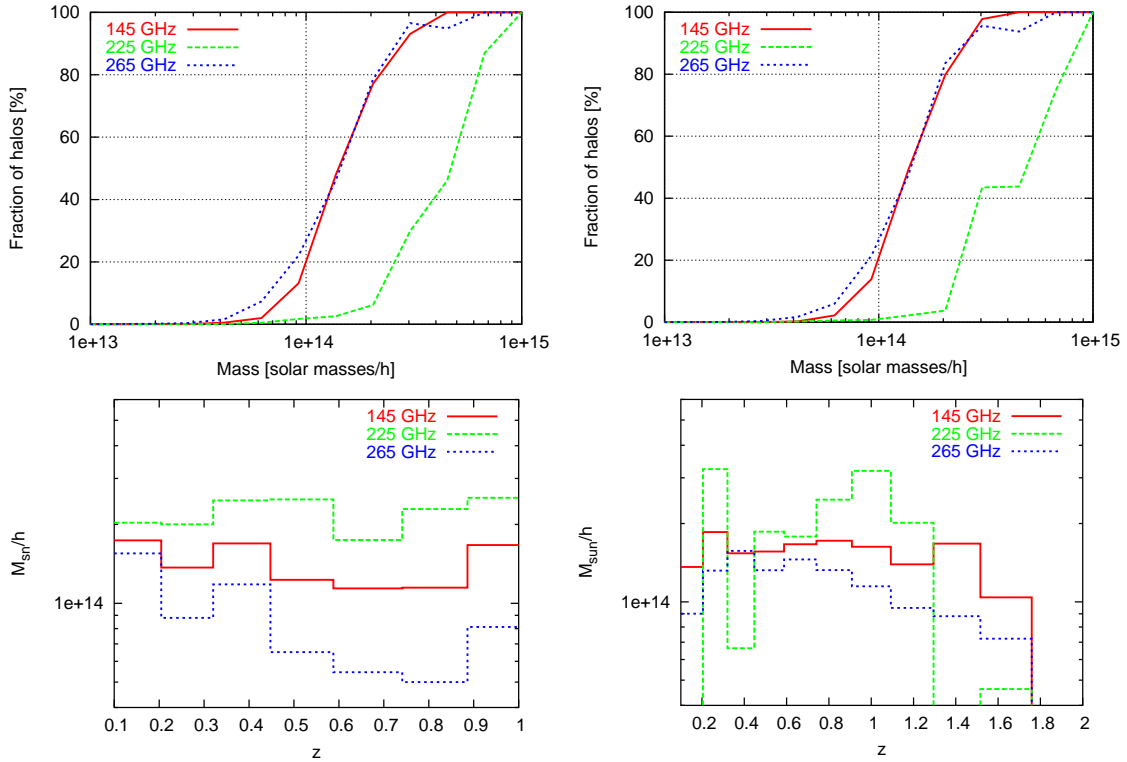 145 GHz
225 GHz
265 GHz
Fraction of halos [%]
100
80
60
40
20
0
1e+13
1e+14
1e+15
Mass [solar masses/h]
145 GHz
225 GHz
265 GHz
Fraction of halos [%]
100
80
60
40
20
0
1e+13
1e+14
1e+15
Mass [solar masses/h]
145 GHz
225 GHz
265 GHz
M_sn/h
1e+14
0.1 0.2 0.3 0.4 0.5 0.6 0.7 0.8 0.9 1
z
145 GHz
225 GHz
265 GHz
M_sun/h
1e+14
0.2 0.4 0.6 0.8 1 1.2 1.4 1.6 1.8 2
z